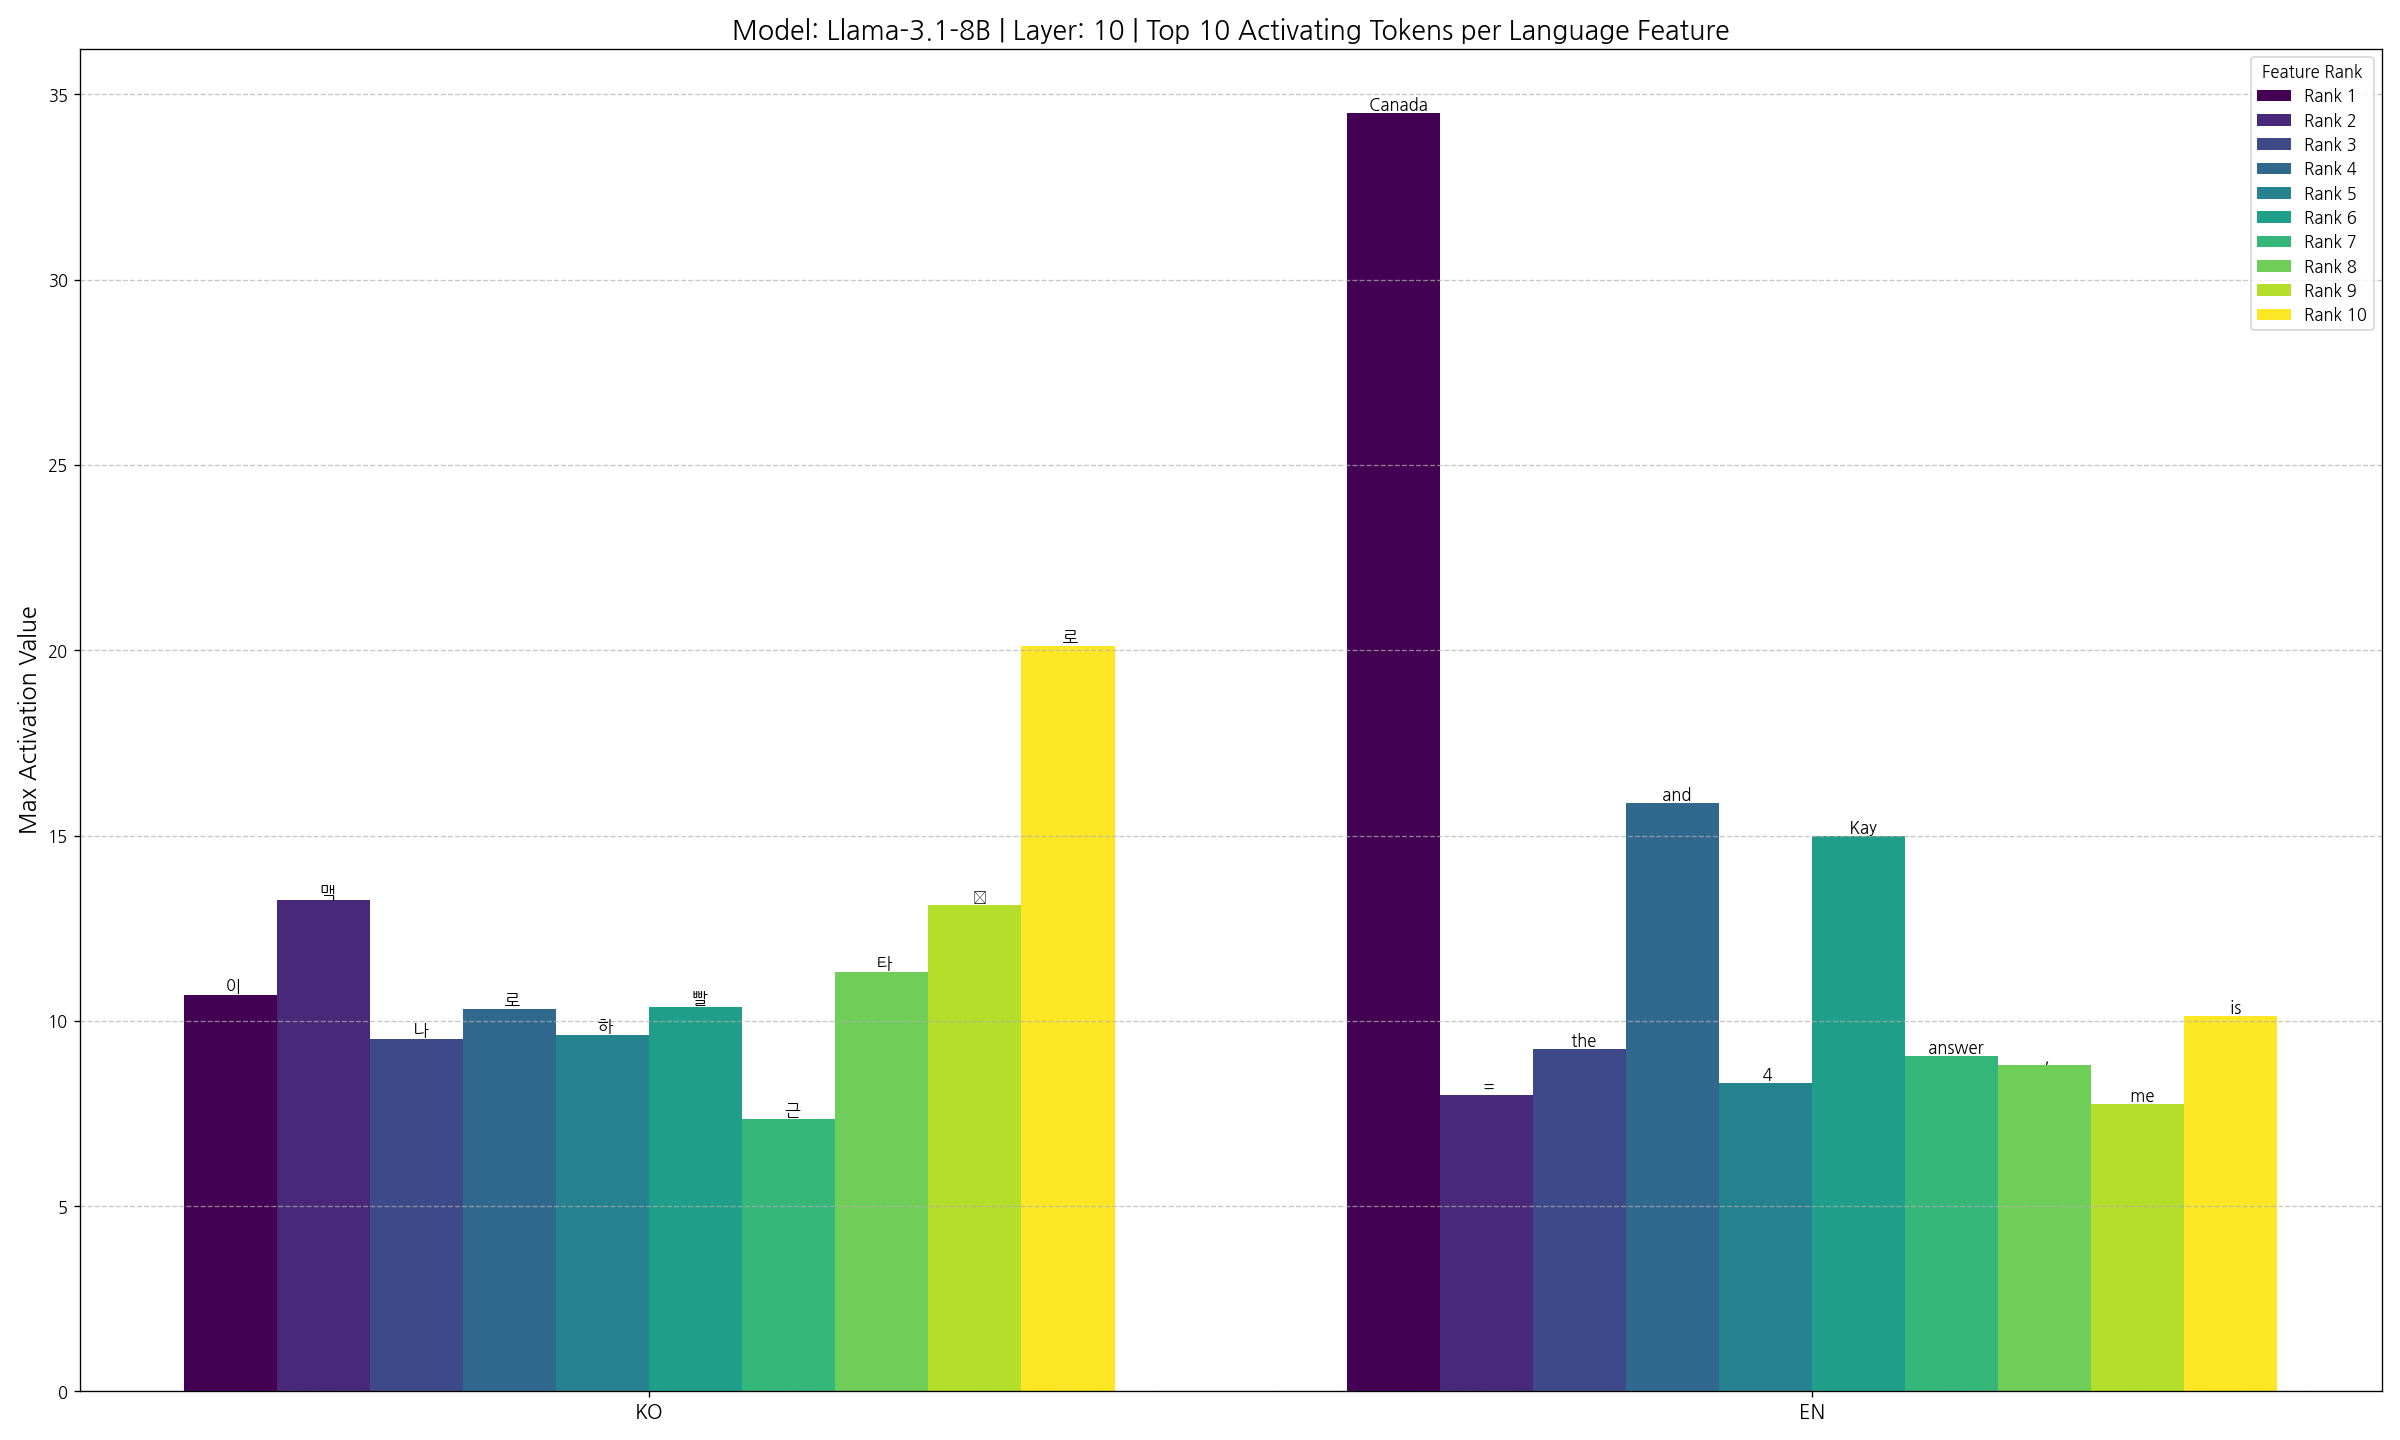 Model: Llama-3.1-8B | Layer: 10 | Top 10 Activating Tokens per Language Feature
Max Activation Value
35
30
25
20
15
10
5
0
이
맥
나
로
하
빨
근
타
로
Canada
=
the
and
4
Kay
answer
,
me
is
KO
EN
Feature Rank
Rank 1
Rank 2
Rank 3
Rank 4
Rank 5
Rank 6
Rank 7
Rank 8
Rank 9
Rank 10